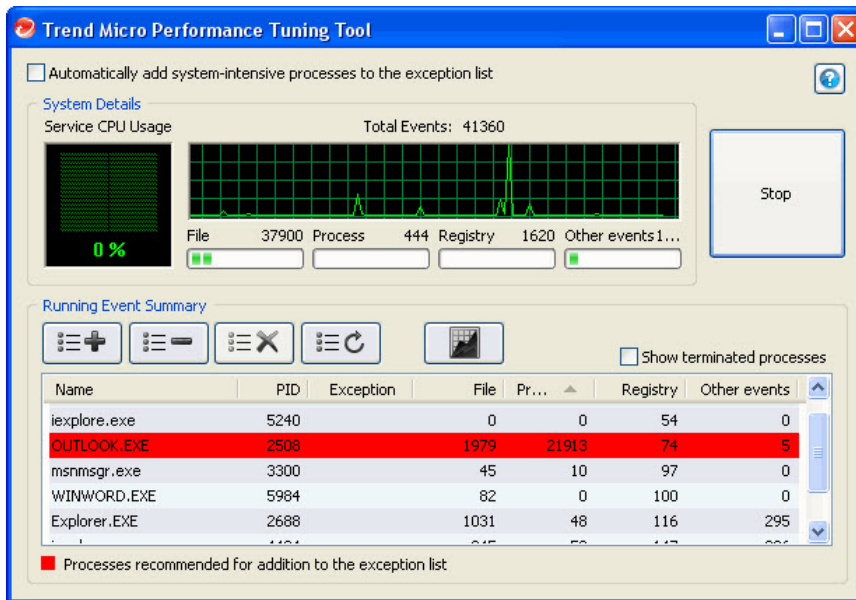 Trend Micro Performance Tuning Tool
Automatically add system-intensive processes to the exception list
System Details
Service CPU Usage
Total Events: 41360
0 %
File 37900 Process 444 Registry 1620 Other events1...
Stop
Running Event Summary
Show terminated processes
Name PID Exception File Pr... Registry Other events
iexplore.exe 5240 0 0 54 0
OUTLOOK.EXE 2508 1979 21913 74 5
msnmsgr.exe 3300 45 10 97 0
WINWORD.EXE 5984 82 0 100 0
Explorer.EXE 2688 1031 48 116 295
Processes recommended for addition to the exception list